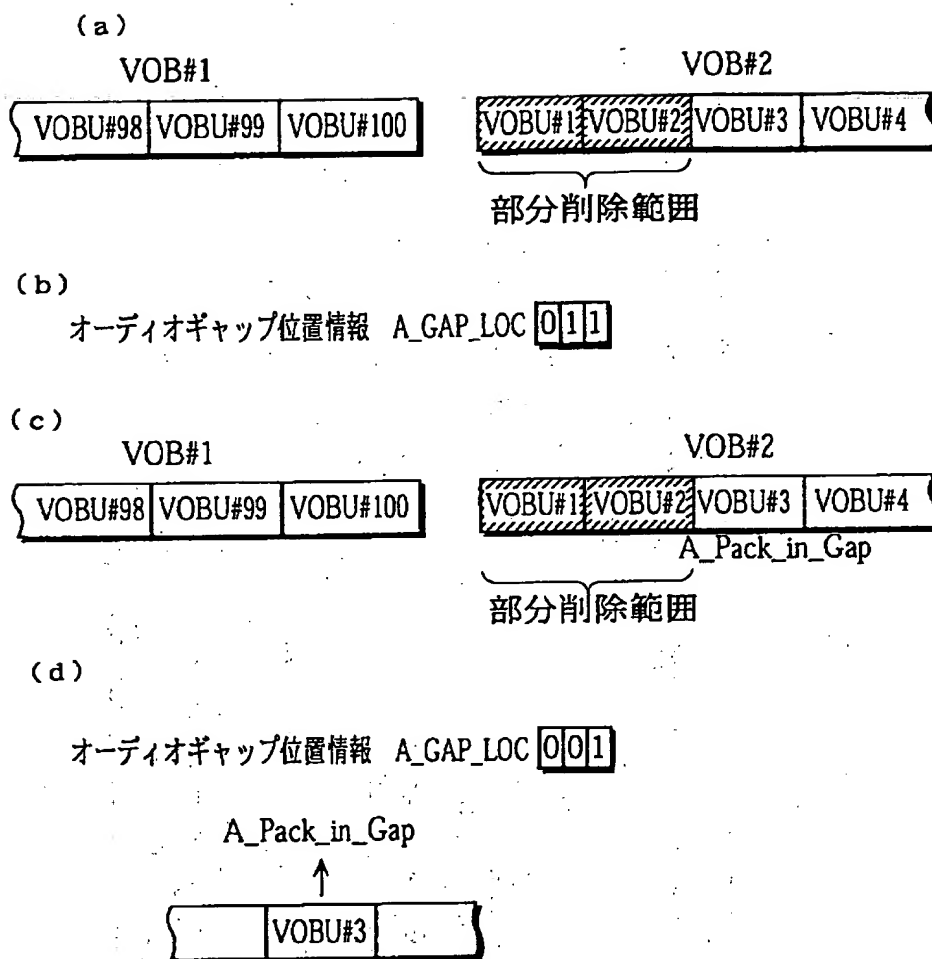 (a)
VOB#1 VOB#2
VOBU#98 VOBU#99 VOBU#100 VOBU#1 VOBU#2 VOBU#3 VOBU#4
部分削除範囲
(b)
オーディオギャップ位置情報 A_GAP_LOC 0 1 1
(c)
VOB#1 VOB#2
VOBU#98 VOBU#99 VOBU#100 VOBU#1 VOBU#2 VOBU#3 VOBU#4
A_Pack_in_Gap
部分削除範囲
(d)
オーディオギャップ位置情報 A_GAP_LOC 0 0 1
A_Pack_in_Gap
VOBU#3